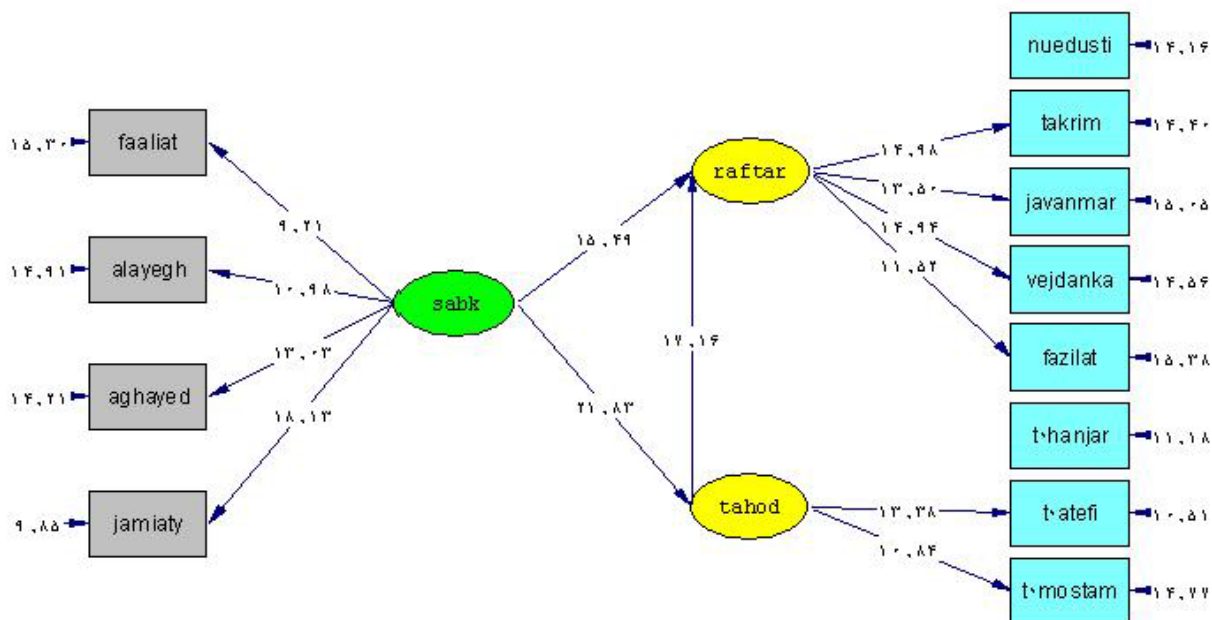 ۱۵.۳۰
faaliat
۱۴.۹۱
alayegh
۱۴.۲۱
aghayed
۹.۸۵
jamiaty
۹.۲۱
۱۰.۹۸
۱۳.۰۳
۱۸.۱۳
sabk
۱۵.۴۹
۲۱.۸۳
۱۷.۱۶
raftar
tahod
۱۴.۹۸
۱۳.۵۰
۱۴.۹۴
۱۱.۵۲
۱۳.۳۸
۱۰.۸۴
nuedusti
۱۴.۱۶
takrim
۱۴.۴۰
javanmar
۱۵.۰۵
vejdanka
۱۴.۵۶
fazilat
۱۵.۳۸
t۰hanjar
۱۱.۱۸
t۰atefi
۱۰.۵۱
t۰mostam
۱۴.۷۷